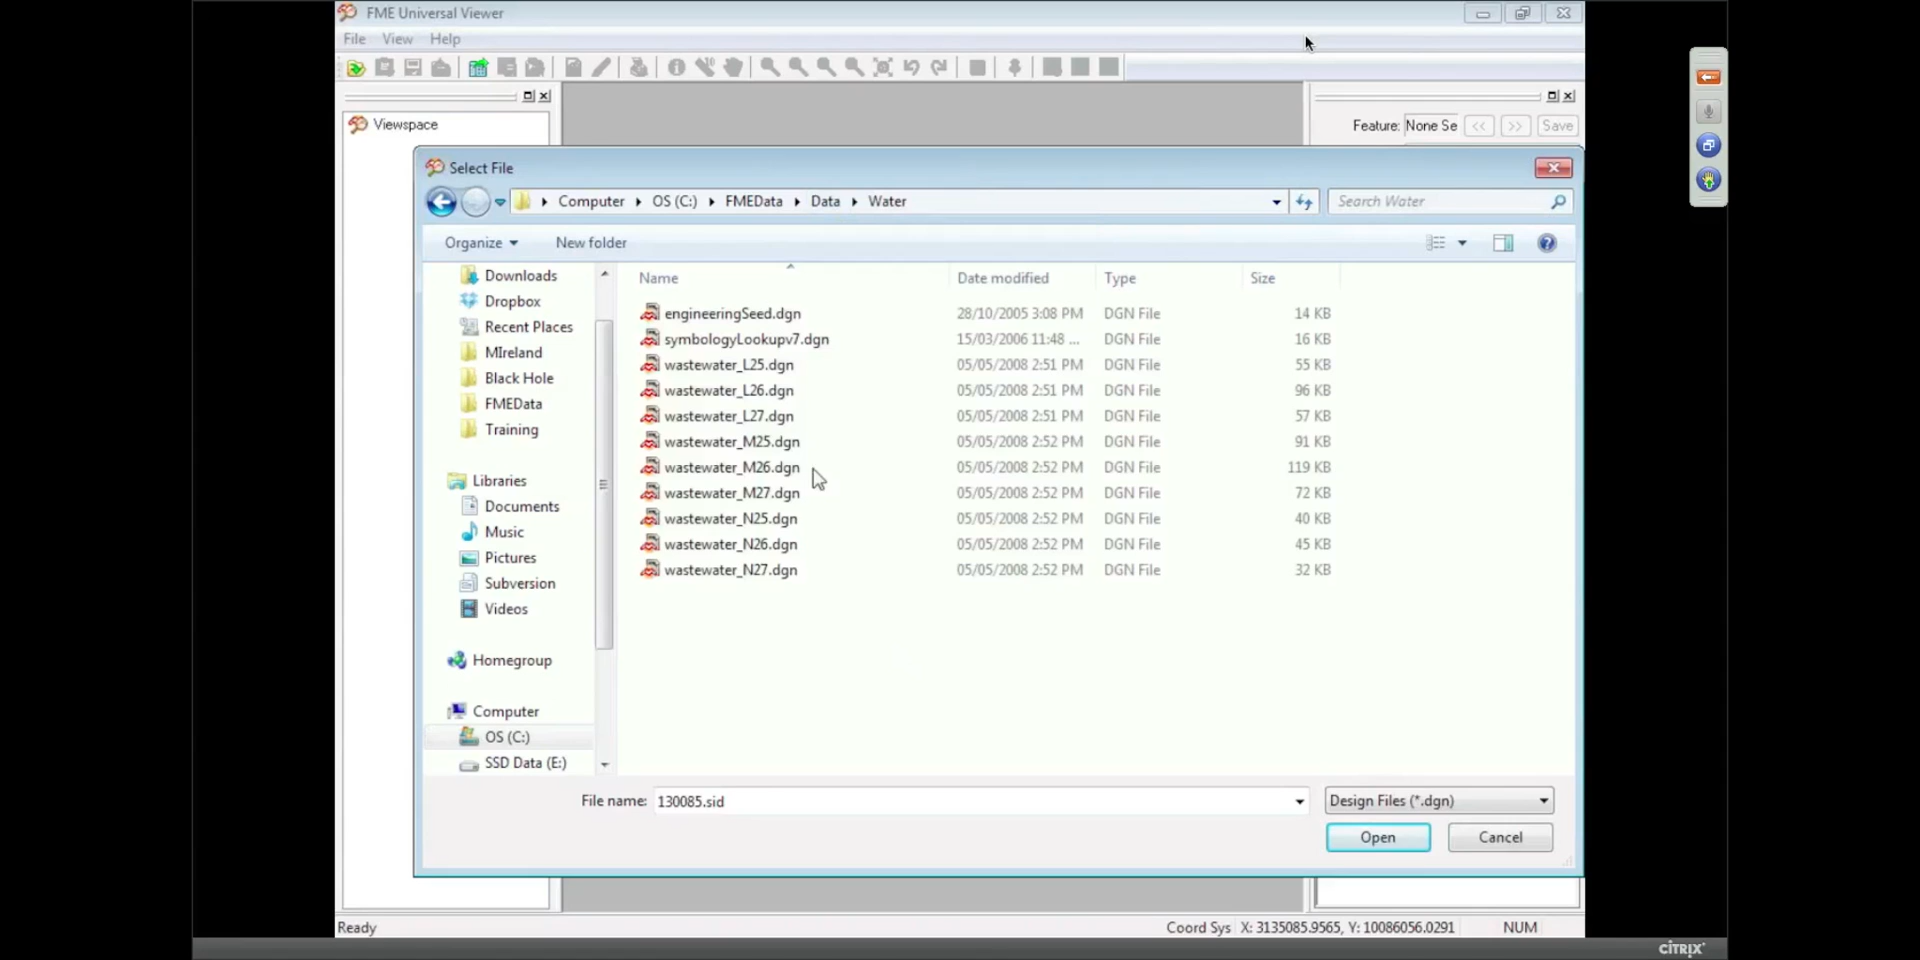 FME Universal Viewer
File View Help
Viewspace
Feature: None Se << >> Save
Select File
Computer OS (C:) FMEData Data Water Search Water
Organize New folder
Name Date modified Type Size
Downloads
Dropbox
Recent Places
MIreland
Black Hole
FMEData
Training
Libraries
Documents
Music
Pictures
Subversion
Videos
Homegroup
Computer
OS (C:)
SSD Data (E:)
engineeringSeed.dgn 28/10/2005 3:08 PM DGN File 14 KB
symbologyLookupv7.dgn 15/03/2006 11:48 ... DGN File 16 KB
wastewater_L25.dgn 05/05/2008 2:51 PM DGN File 55 KB
wastewater_L26.dgn 05/05/2008 2:51 PM DGN File 96 KB
wastewater_L27.dgn 05/05/2008 2:51 PM DGN File 57 KB
wastewater_M25.dgn 05/05/2008 2:52 PM DGN File 91 KB
wastewater_M26.dgn 05/05/2008 2:52 PM DGN File 119 KB
wastewater_M27.dgn 05/05/2008 2:52 PM DGN File 72 KB
wastewater_N25.dgn 05/05/2008 2:52 PM DGN File 40 KB
wastewater_N26.dgn 05/05/2008 2:52 PM DGN File 45 KB
wastewater_N27.dgn 05/05/2008 2:52 PM DGN File 32 KB
File name: 130085.sid Design Files (*.dgn)
Open Cancel
Ready Coord Sys X: 3135085.9565, Y: 10086056.0291 NUM
CITRIX